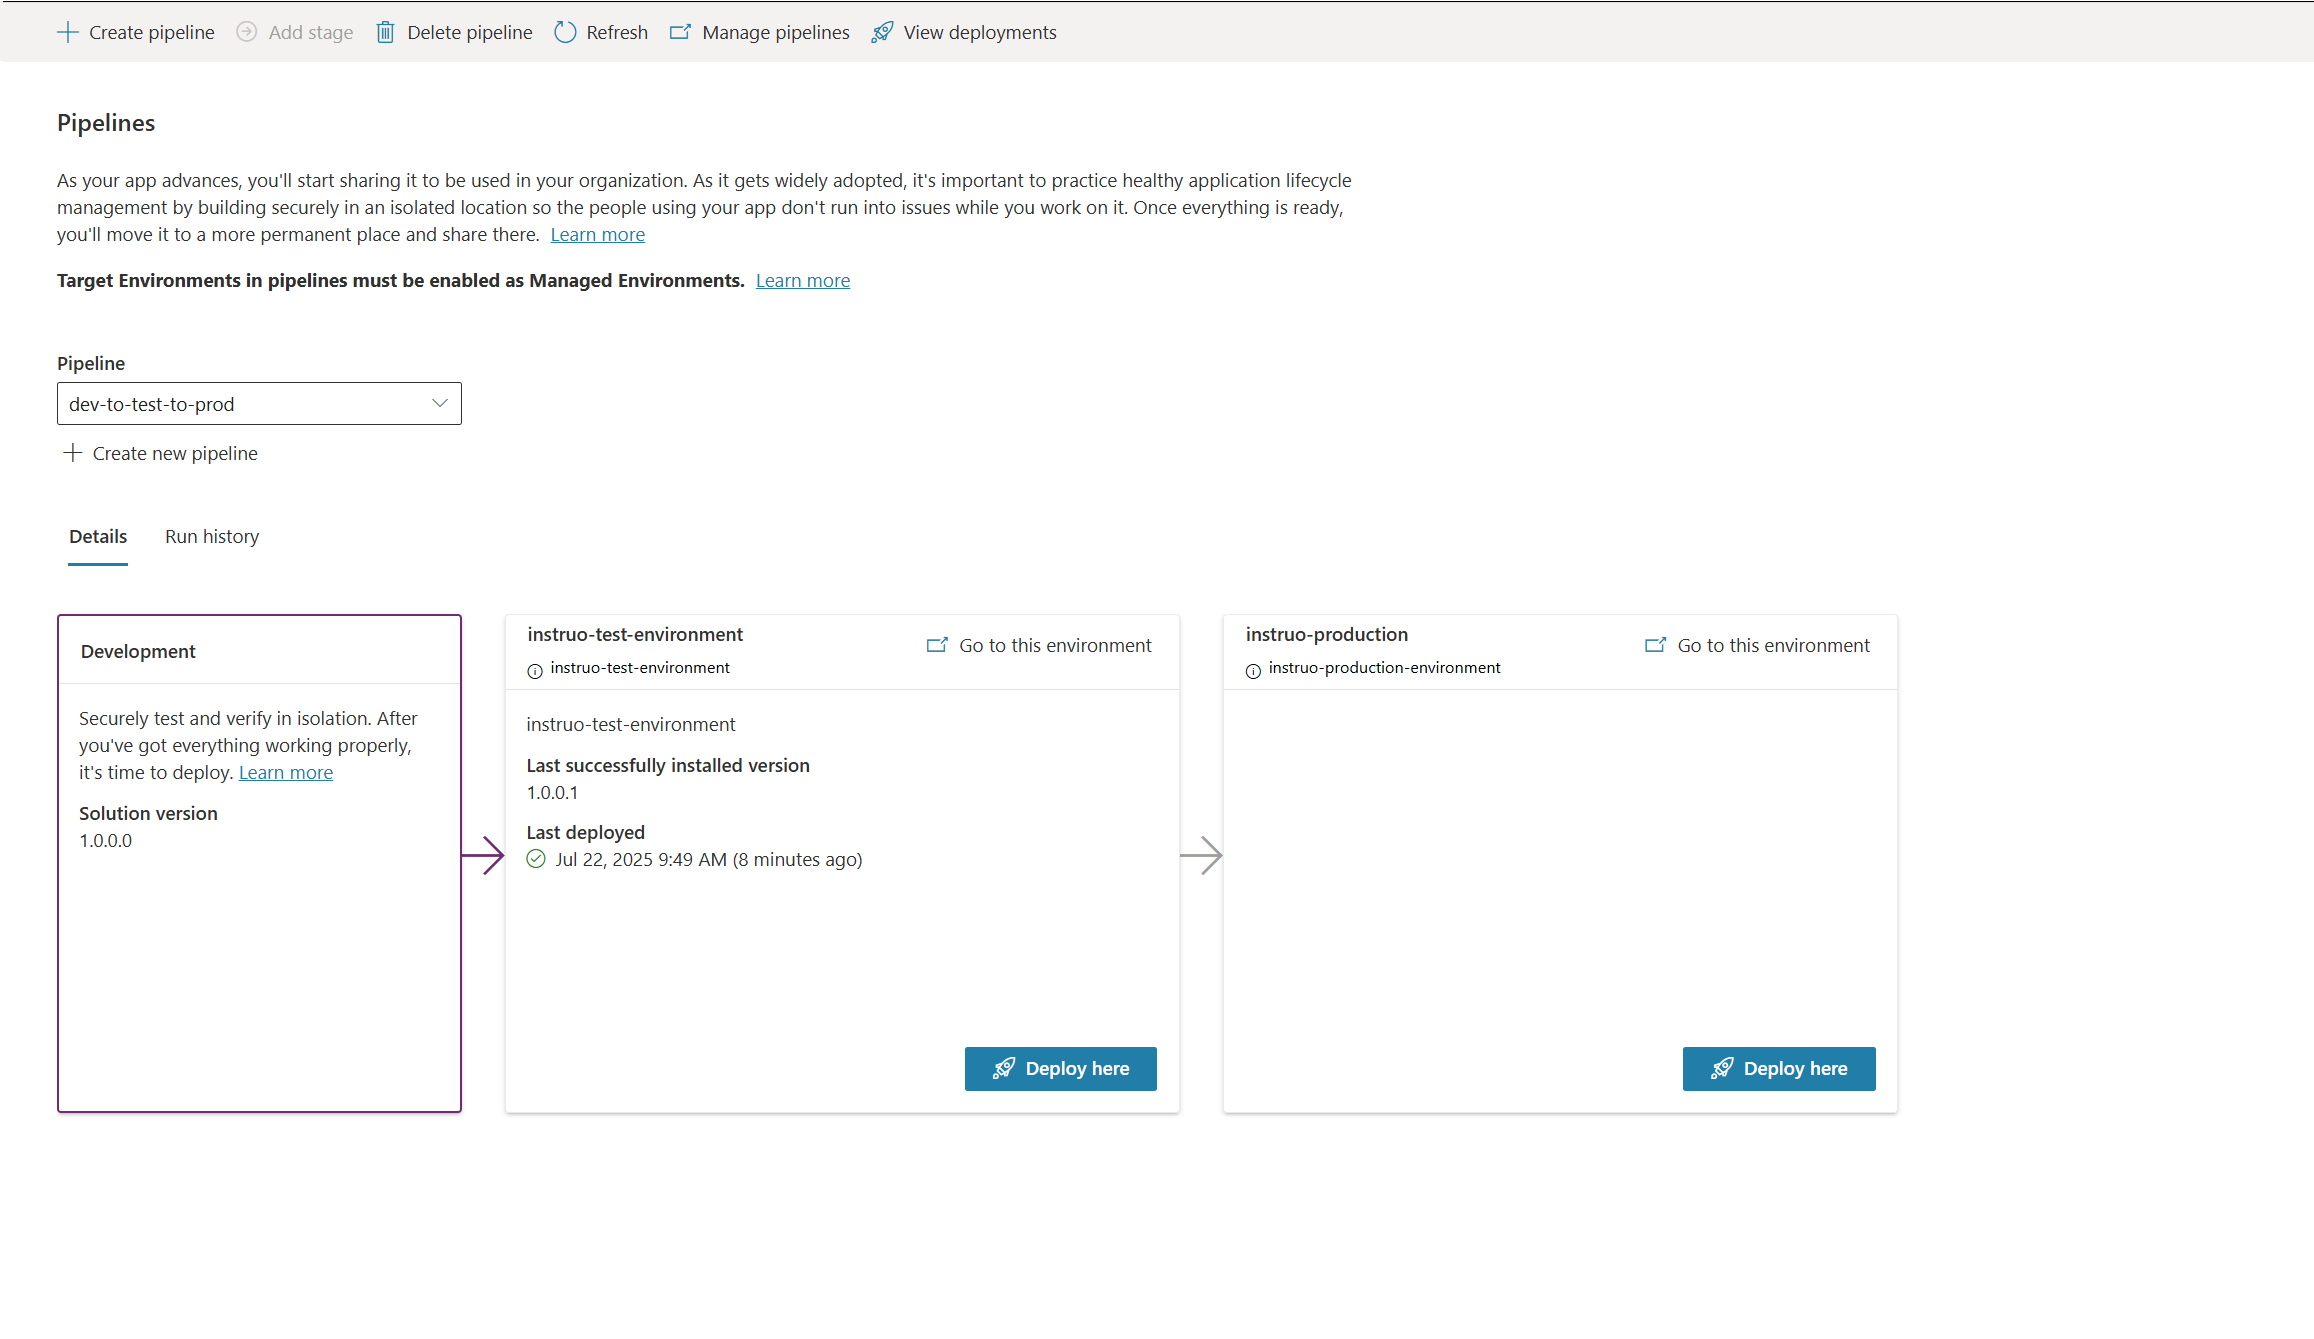 Create pipeline
Add stage
Delete pipeline
Refresh
Manage pipelines
View deployments
Pipelines
As your app advances, you'll start sharing it to be used in your organization. As it gets widely adopted, it's important to practice healthy application lifecycle
management by building securely in an isolated location so the people using your app don't run into issues while you work on it. Once everything is ready,
you'll move it to a more permanent place and share there. Learn more
Target Environments in pipelines must be enabled as Managed Environments. Learn more
Pipeline
dev-to-test-to-prod
Create new pipeline
Details
Run history
Development
Securely test and verify in isolation. After
you've got everything working properly,
it's time to deploy. Learn more
Solution version
1.0.0.0
instruo-test-environment
instruo-test-environment
Go to this environment
instruo-test-environment
Last successfully installed version
1.0.0.1
Last deployed
Jul 22, 2025 9:49 AM (8 minutes ago)
Deploy here
instruo-production
instruo-production-environment
Go to this environment
Deploy here